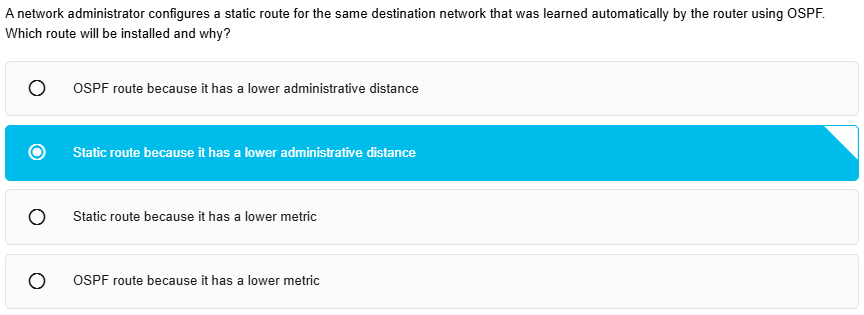 A network administrator configures a static route for the same destination network that was learned automatically by the router using OSPF.
Which route will be installed and why?
OSPF route because it has a lower administrative distance
Static route because it has a lower administrative distance
Static route because it has a lower metric
OSPF route because it has a lower metric